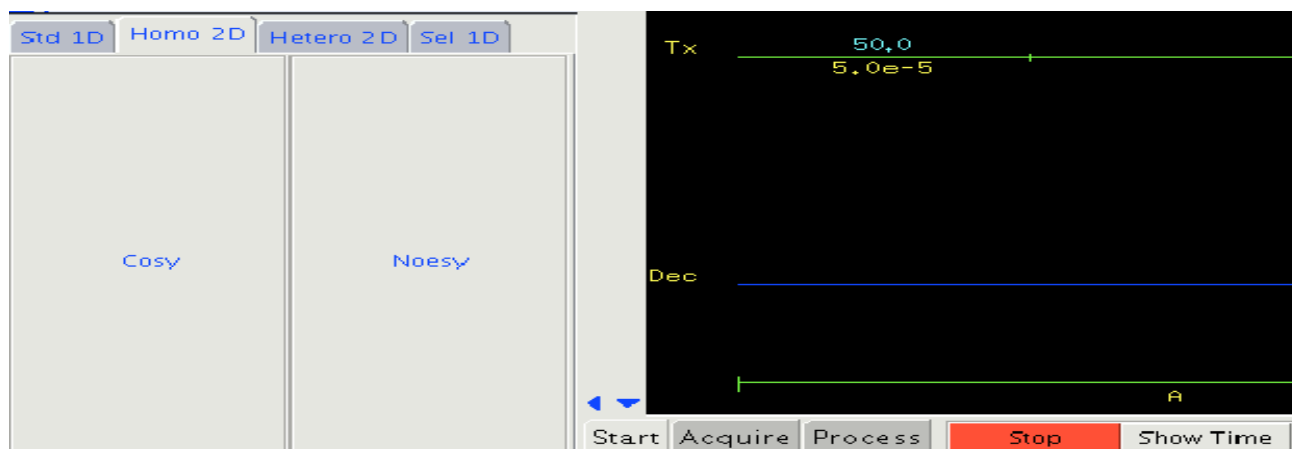 Std 1D Homo 2D Hetero 2D Sel 1D
Cosy Noesy
Tx 50.0
5.0e-5
Dec
A
Start Acquire Process Stop Show Time